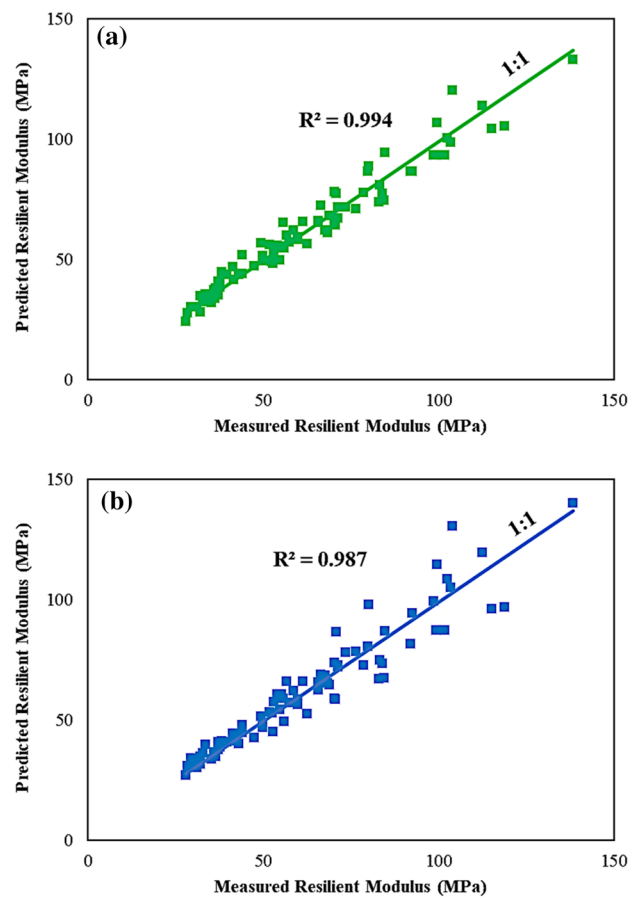 (a)
150
100
50
0
Predicted Resilient Modulus (MPa)
R² = 0.994
1:1
0 50 100 150
Measured Resilient Modulus (MPa)
(b)
150
100
50
0
Predicted Resilient Modulus (MPa)
R² = 0.987
1:1
0 50 100 150
Measured Resilient Modulus (MPa)